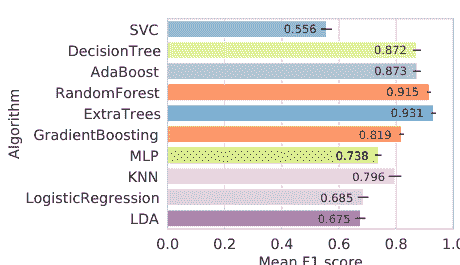 SVC 0.556
DecisionTree 0.872
AdaBoost 0.873
RandomForest 0.915
ExtraTrees 0.931
GradientBoosting 0.819
MLP 0.738
KNN 0.796
LogisticRegression 0.685
LDA 0.675
Algorithm
0.0 0.2 0.4 0.6 0.8 1.0
Mean F1 score